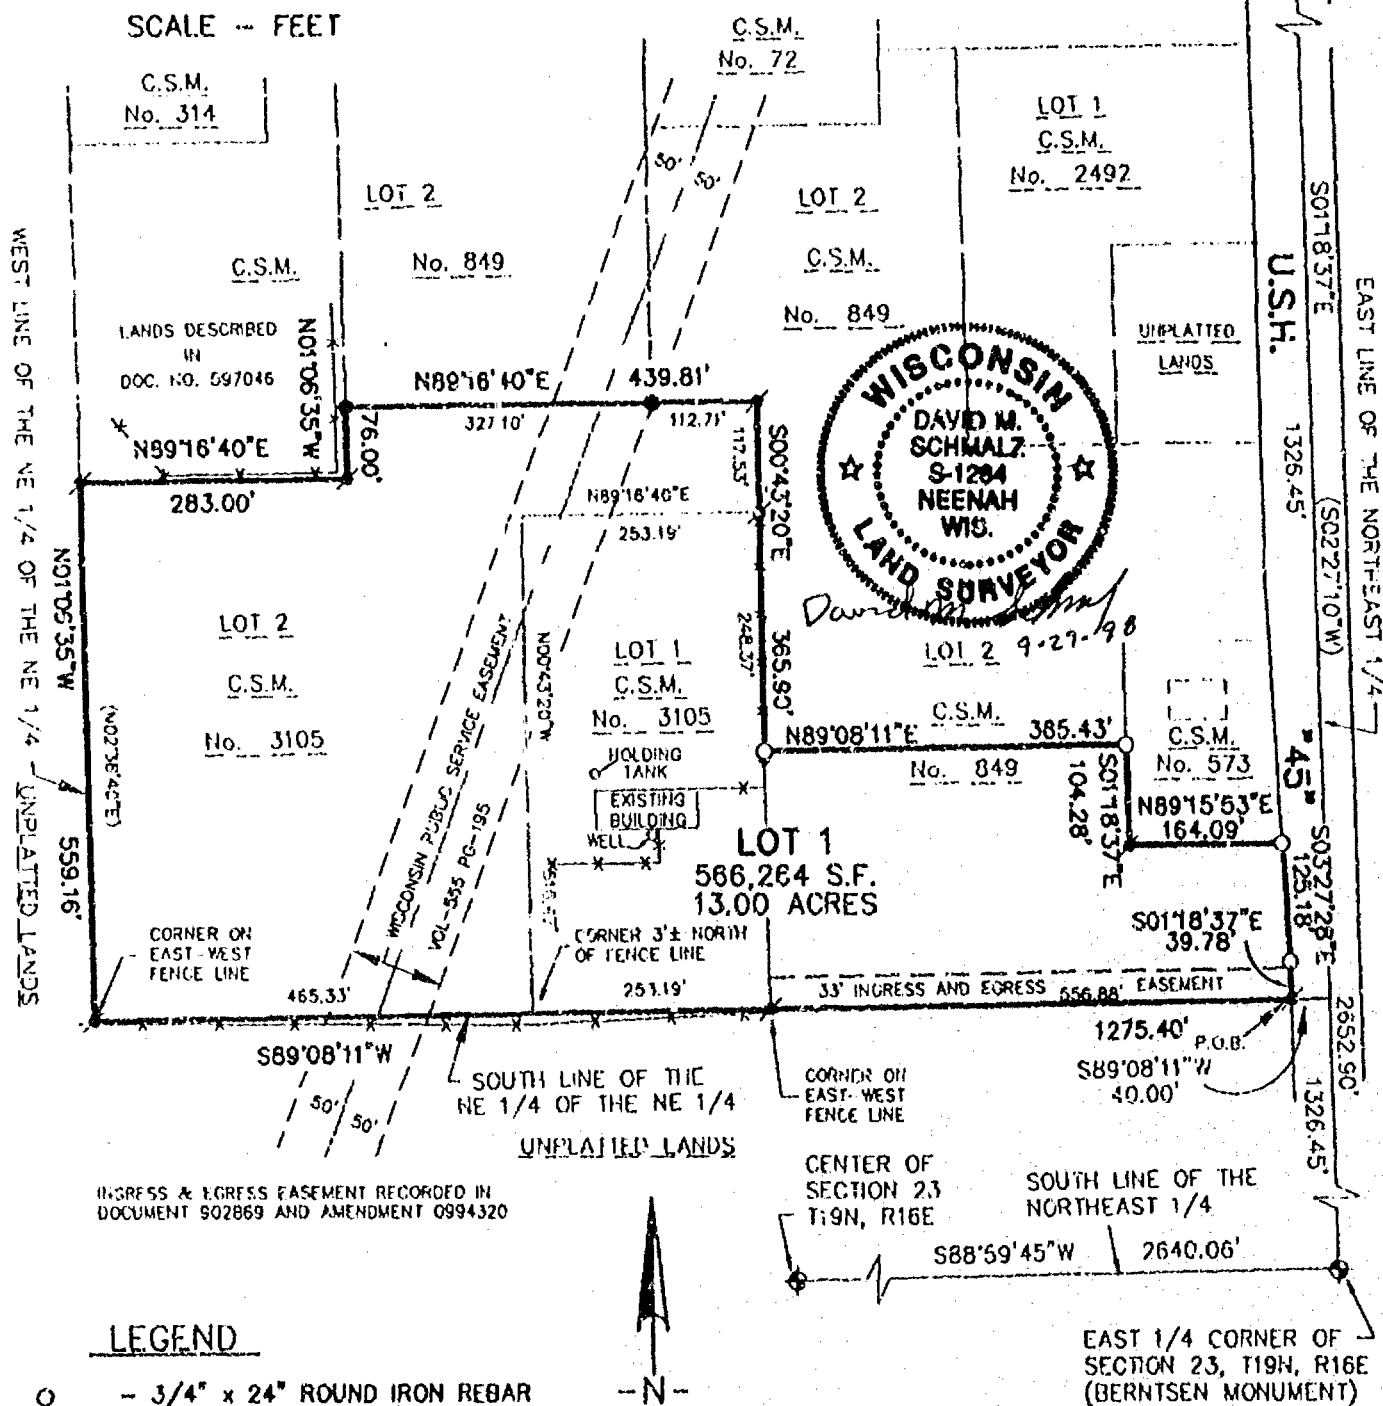 SCALE -- FEET
C.S.M.
No. 314
C.S.M.
No. 72
LOT 1
C.S.M.
No. 2492
50'
50'
LOT 2
LOT 2
C.S.M.
No. 849
C.S.M.
No. 849
UNPLATTED
LANDS
U.S.H.
"45"
S01°18'37"E
1326.45'
(S02°27'10"W)
EAST LINE OF THE NORTHEAST 1/4
WEST LINE OF THE NE 1/4 OF THE NE 1/4
UNPLATTED LANDS
LANDS DESCRIBED
IN
DOC. NO. 597046
N01°06'35"W
76.00'
N89°16'40"E
439.81'
327.10'
112.71'
N89°16'40"E
283.00'
WISCONSIN
DAVID M.
SCHMALZ
S-1284
NEENAH
WIS.
LAND SURVEYOR
David M. Schmalz
9-29-98
117.53'
S00°43'20"E
N89°16'40"E
253.19'
248.37'
365.90'
N01°06'35"W
(N02°36'40"E)
559.16'
LOT 2
C.S.M.
No. 3105
N00°43'20"W
LOT 1
C.S.M.
No. 3105
LOT 2
C.S.M.
No. 849
N89°08'11"E
385.43'
C.S.M.
No. 573
HOLDING
TANK
EXISTING
BUILDING
WELL
WISCONSIN PUBLIC SERVICE EASEMENT
VOL-555 PG-195
S01°18'37"E
104.28'
N89°15'53"E
164.09'
LOT 1
566,264 S.F.
13.00 ACRES
S03°27'28"E
125.18'
S01°18'37"E
39.78'
CORNER ON
EAST-WEST
FENCE LINE
CORNER 3'± NORTH
OF FENCE LINE
465.33'
253.19'
33' INGRESS AND EGRESS EASEMENT
556.88'
1275.40'
P.O.B.
S89°08'11"W
S89°08'11"W
40.00'
2652.90'
1326.45'
SOUTH LINE OF THE
NE 1/4 OF THE NE 1/4
CORNER ON
EAST-WEST
FENCE LINE
50'
50'
UNPLATTED LANDS
INGRESS & EGRESS EASEMENT RECORDED IN
DOCUMENT 902869 AND AMENDMENT 0994320
CENTER OF
SECTION 23
T19N, R16E
SOUTH LINE OF THE
NORTHEAST 1/4
S88°59'45"W
2640.06'
LEGEND
O - 3/4" x 24" ROUND IRON REBAR
-N-
EAST 1/4 CORNER OF
SECTION 23, T19N, R16E
(BERNTSEN MONUMENT)